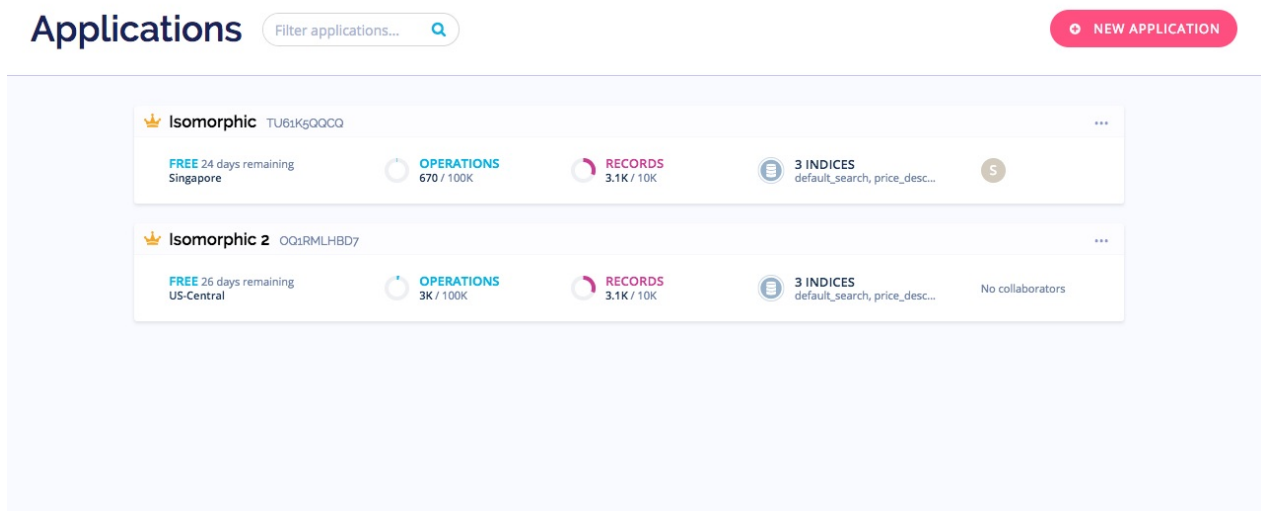 Applications
Filter applications...
NEW APPLICATION
Isomorphic TU61K5QQCQ
FREE 24 days remaining
Singapore
OPERATIONS
670 / 100K
RECORDS
3.1K / 10K
3 INDICES
default_search, price_desc...
S
Isomorphic 2 OQ1RMLHBD7
FREE 26 days remaining
US-Central
OPERATIONS
3K / 100K
RECORDS
3.1K / 10K
3 INDICES
default_search, price_desc...
No collaborators